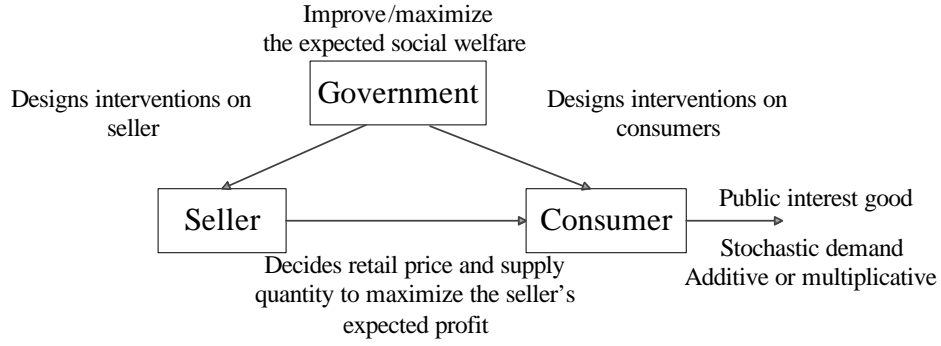 Improve/maximize
the expected social welfare
Government
Designs interventions on
seller
Designs interventions on
consumers
Seller
Consumer
Public interest good
Stochastic demand
Additive or multiplicative
Decides retail price and supply
quantity to maximize the seller's
expected profit